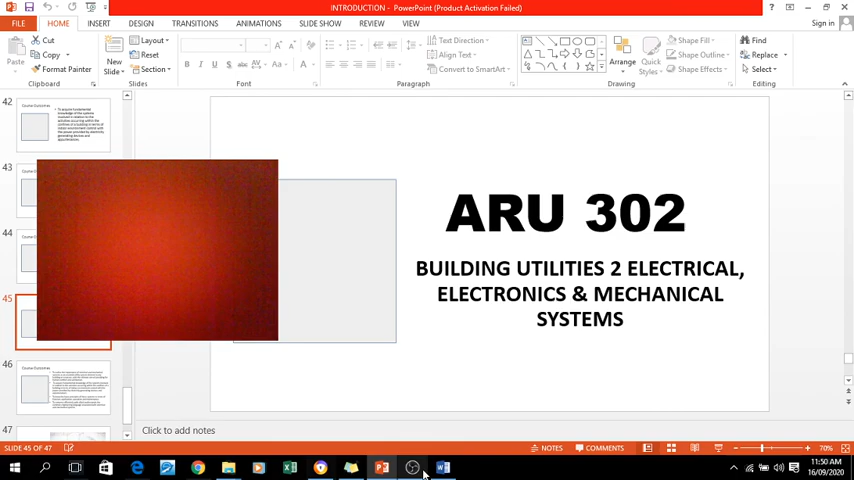 INTRODUCTION - PowerPoint (Product Activation Failed)
FILE HOME INSERT DESIGN TRANSITIONS ANIMATIONS SLIDE SHOW REVIEW VIEW Sign in
Paste
Cut
Copy
Format Painter
Clipboard
New
Slide
Layout
Reset
Section
Slides
B I U S abc AV Aa A
Font
Text Direction
Align Text
Convert to SmartArt
Paragraph
Arrange
Quick
Styles
Shape Fill
Shape Outline
Shape Effects
Drawing
Find
Replace
Select
Editing
42
Course Outcomes
43
44
45
46
Course Outcomes
47
ARU 302
BUILDING UTILITIES 2 ELECTRICAL,
ELECTRONICS & MECHANICAL
SYSTEMS
Click to add notes
SLIDE 45 OF 47 NOTES COMMENTS 70%
11:50 AM
16/09/2020